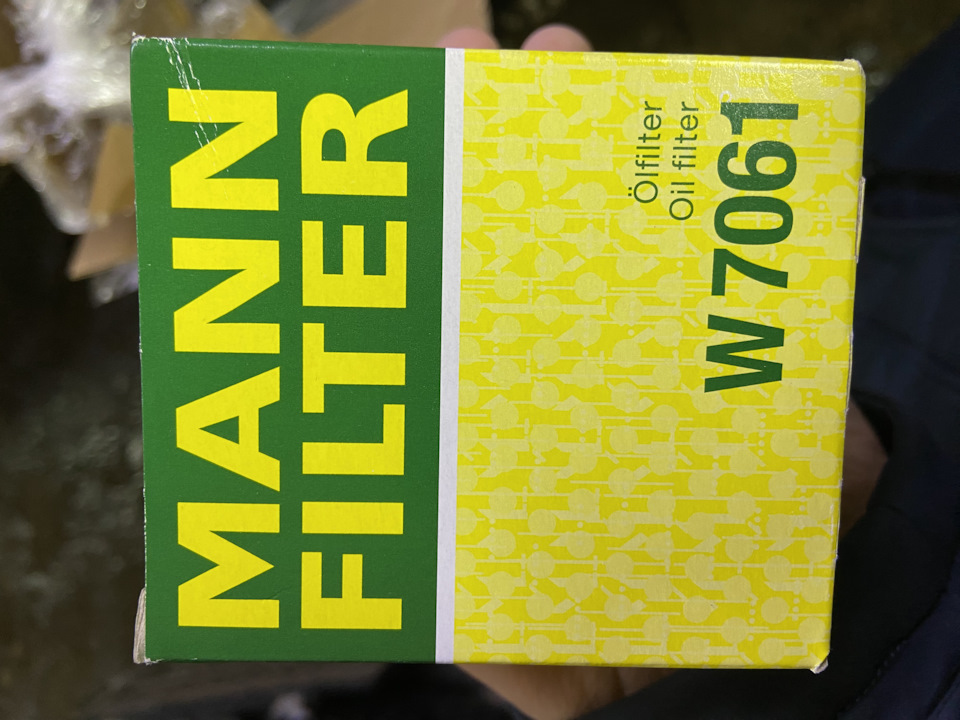 MANN
FILTER
Ölfilter
Oil filter
W 7061